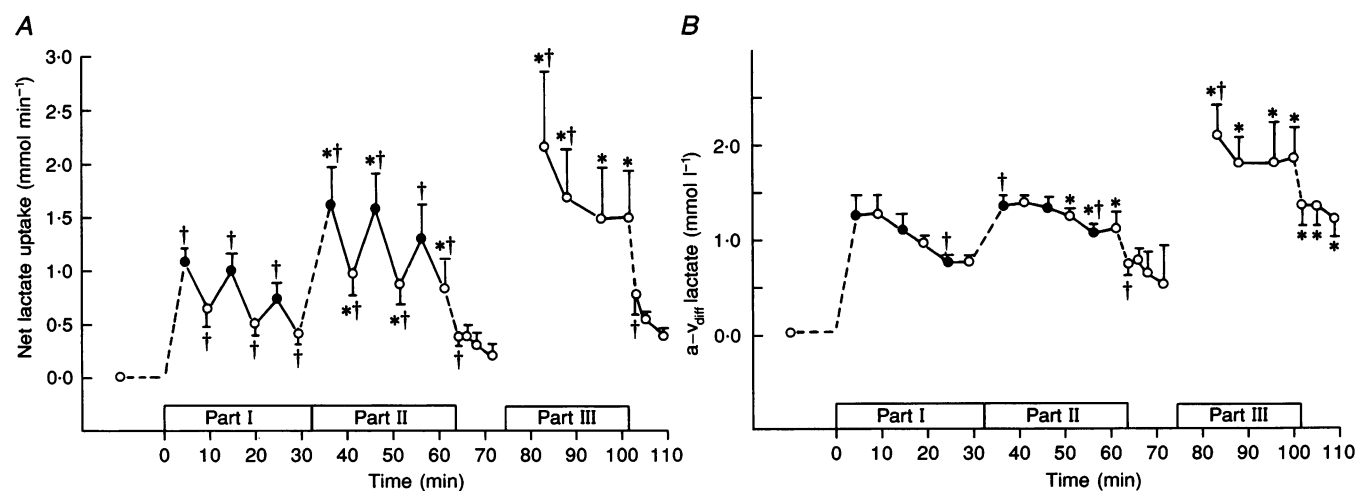 A
Net lactate uptake (mmol min⁻¹)
3·0
2·5
2·0
1·5
1·0
0·5
0·0
† † † † † †
*† *† † *† *† *† †
*† *† * * †
Part I Part II Part III
0 10 20 30 40 50 60 70 80 90 100 110
Time (min)
B
a–v_diff lactate (mmol l⁻¹)
2·0
1·0
0·0
† † * *† * †
*† * * * * * *
Part I Part II Part III
0 10 20 30 40 50 60 70 80 90 100 110
Time (min)